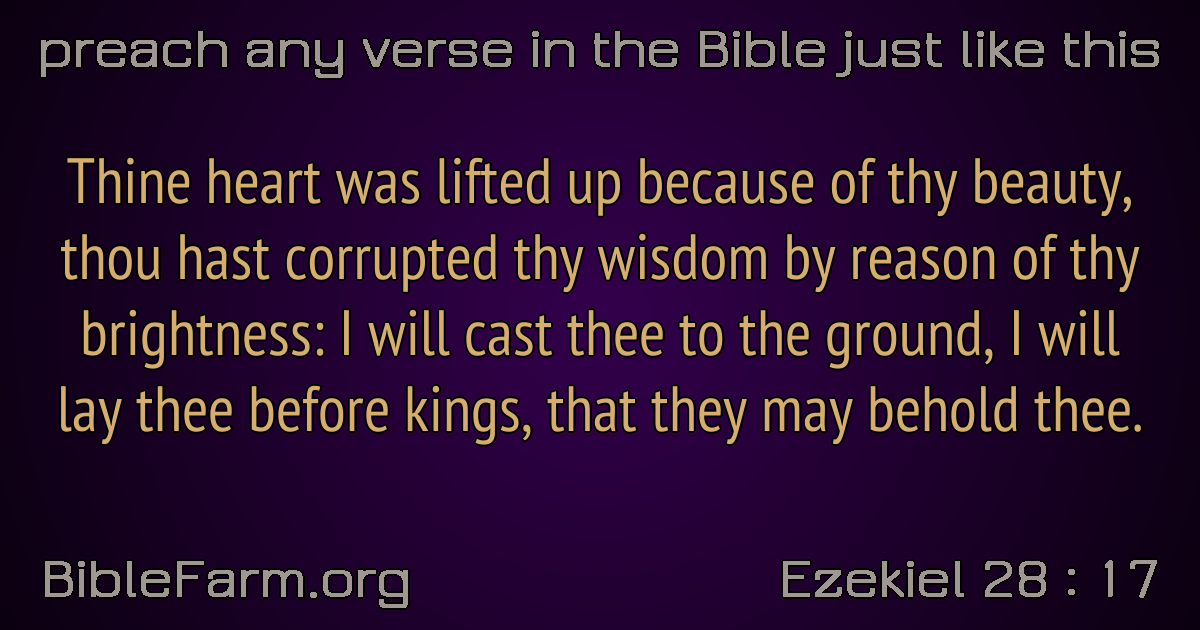 preach any verse in the Bible just like this
Thine heart was lifted up because of thy beauty,
thou hast corrupted thy wisdom by reason of thy
brightness: I will cast thee to the ground, I will
lay thee before kings, that they may behold thee.
BibleFarm.org
Ezekiel 28 : 17